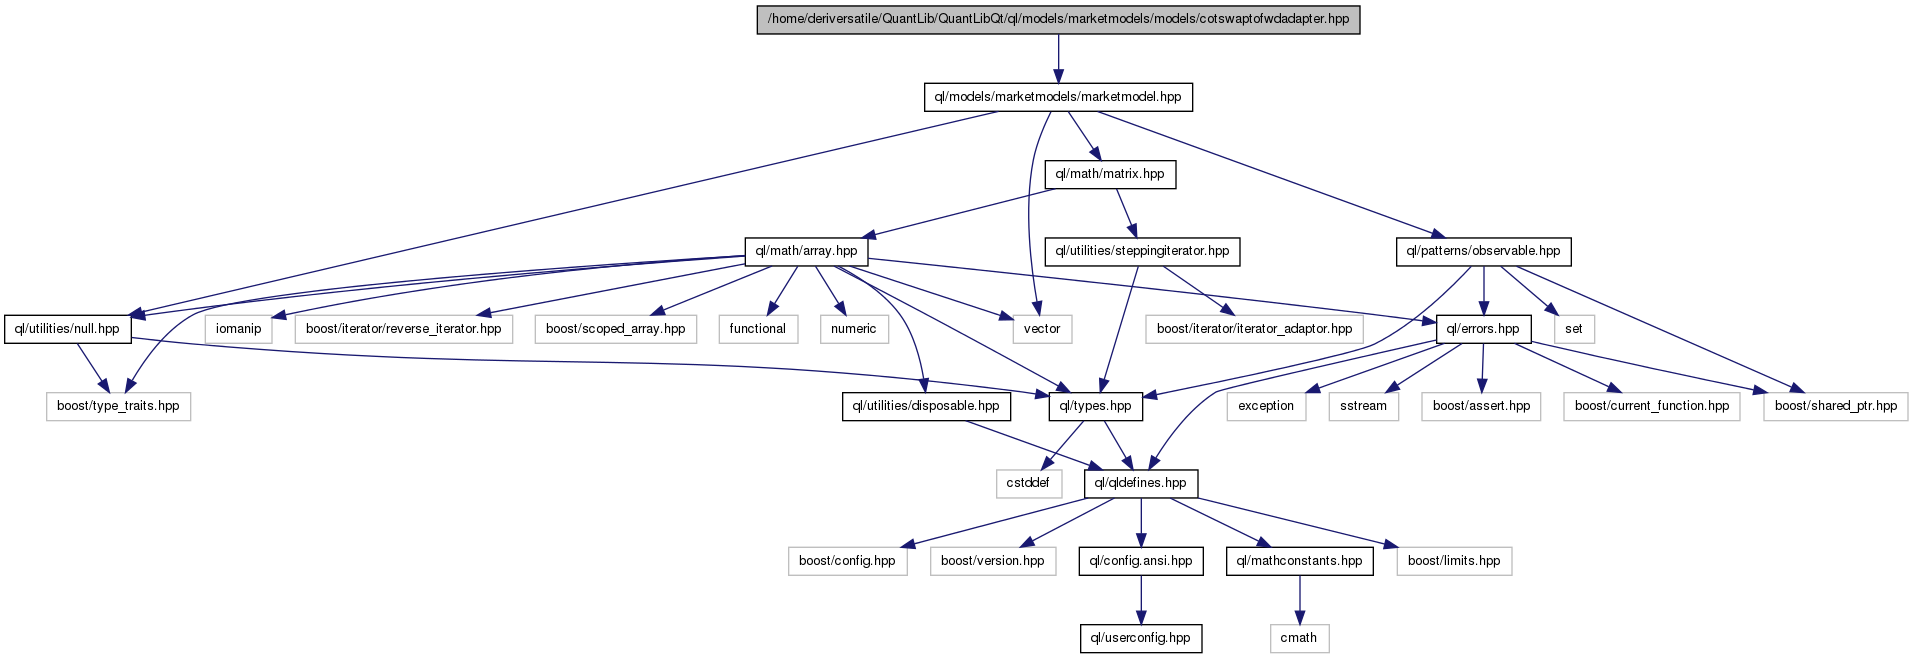 /home/deriversatile/QuantLib/QuantLibQt/ql/models/marketmodels/models/cotswaptofwdadapter.hpp
ql/models/marketmodels/marketmodel.hpp
ql/math/matrix.hpp
ql/math/array.hpp
ql/utilities/steppingiterator.hpp
ql/patterns/observable.hpp
ql/utilities/null.hpp
iomanip
boost/iterator/reverse_iterator.hpp
boost/scoped_array.hpp
functional
numeric
vector
boost/iterator/iterator_adaptor.hpp
ql/errors.hpp
set
boost/type_traits.hpp
ql/utilities/disposable.hpp
ql/types.hpp
exception
sstream
boost/assert.hpp
boost/current_function.hpp
boost/shared_ptr.hpp
cstddef
ql/qldefines.hpp
boost/config.hpp
boost/version.hpp
ql/config.ansi.hpp
ql/mathconstants.hpp
boost/limits.hpp
ql/userconfig.hpp
cmath